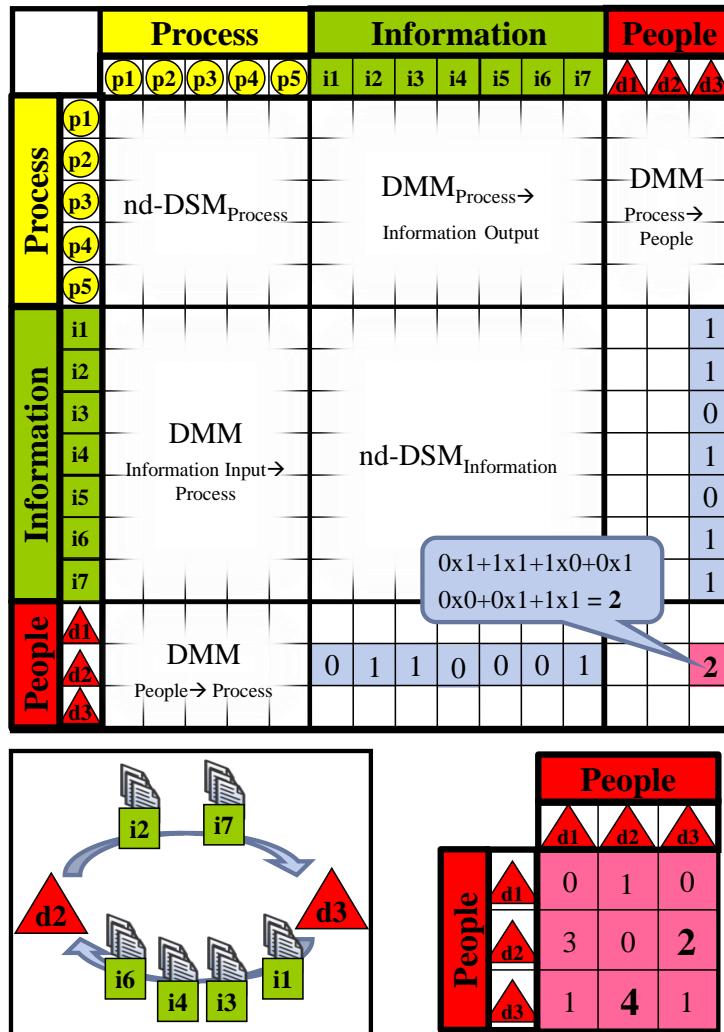 Process Information People
p1 p2 p3 p4 p5 i1 i2 i3 i4 i5 i6 i7 d1 d2 d3
Process
p1
p2
p3
p4
p5
nd-DSMProcess
DMMProcess→
Information Output
DMM
Process→
People
Information
i1 1
i2 1
i3 0
i4 1
i5 0
i6 1
i7 1
DMM
Information Input→
Process
nd-DSMInformation
0x1+1x1+1x0+0x1
0x0+0x1+1x1 = 2
People
d1
d2 0 1 1 0 0 0 1 2
d3
DMM
People→ Process
i2 i7
d2 d3
i6 i4 i3 i1
People
d1 d2 d3
People
d1 0 1 0
d2 3 0 2
d3 1 4 1